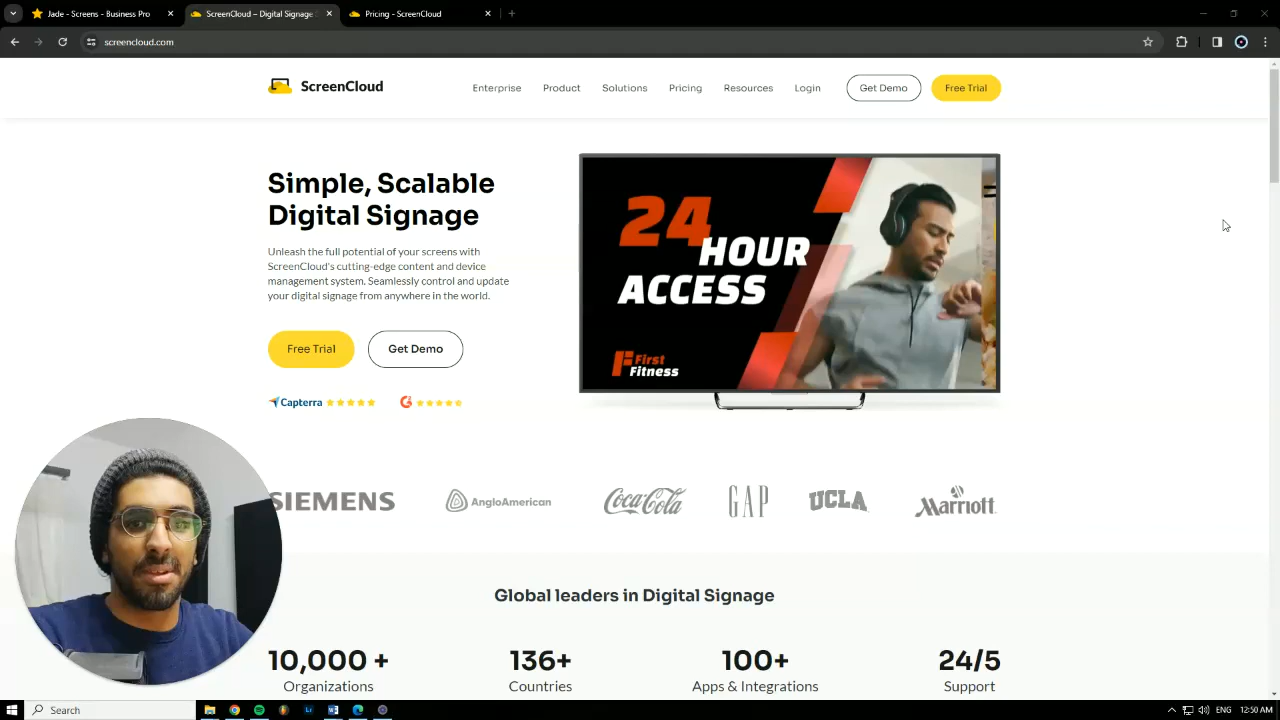 Jade - Screens - Business Pro
ScreenCloud – Digital Signage S
Pricing - ScreenCloud
screencloud.com
ScreenCloud
Enterprise
Product
Solutions
Pricing
Resources
Login
Get Demo
Free Trial
Simple, Scalable
Digital Signage
Unleash the full potential of your screens with
ScreenCloud's cutting-edge content and device
management system. Seamlessly control and update
your digital signage from anywhere in the world.
Free Trial
Get Demo
Capterra
24
HOUR
ACCESS
First
Fitness
SIEMENS
AngloAmerican
Coca-Cola
GAP
UCLA
Marriott
Global leaders in Digital Signage
10,000 +
136+
100+
24/5
Organizations
Countries
Apps & Integrations
Support
Search
ENG
12:50 AM